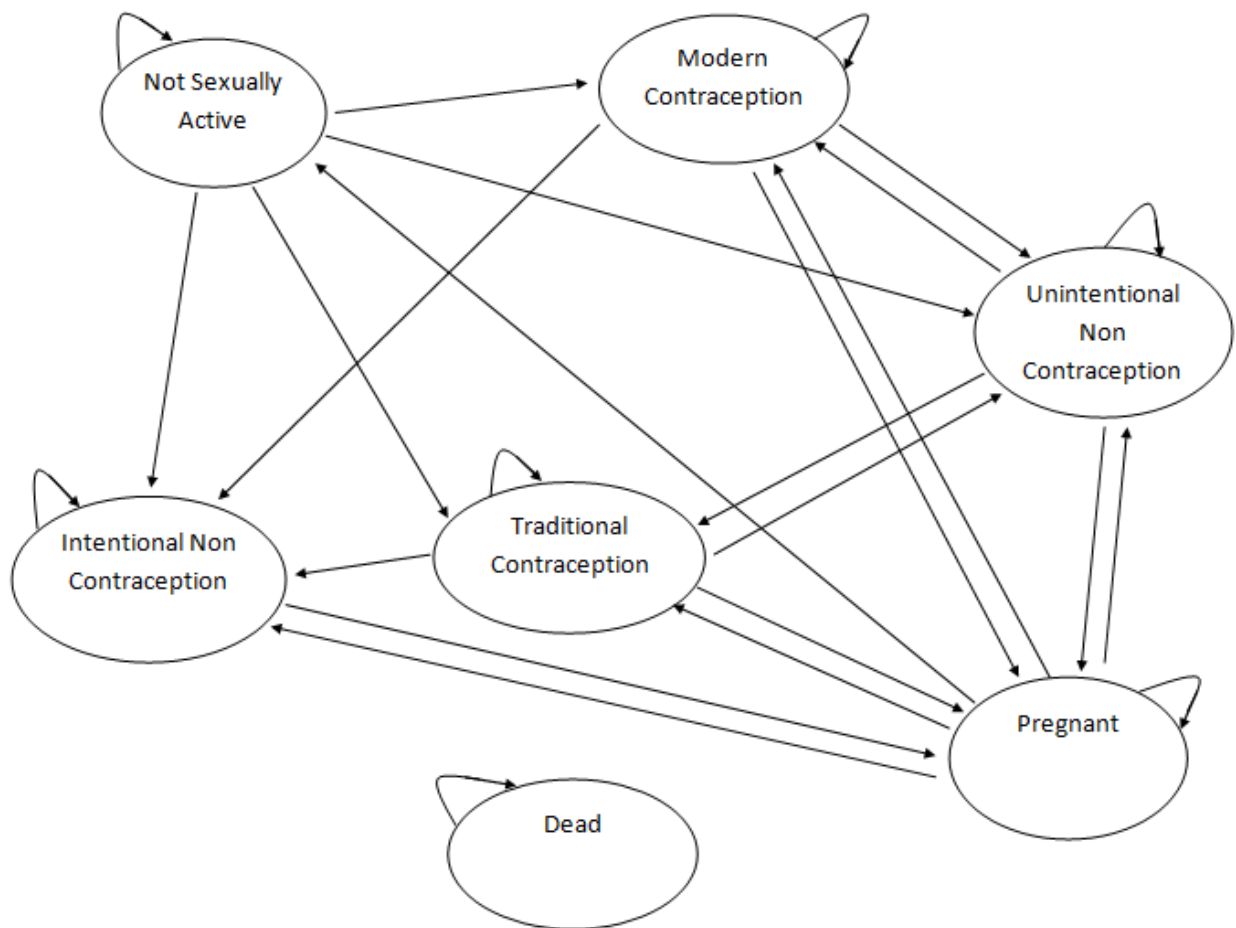 Not Sexually
Active
Modern
Contraception
Unintentional
Non
Contraception
Intentional Non
Contraception
Traditional
Contraception
Pregnant
Dead